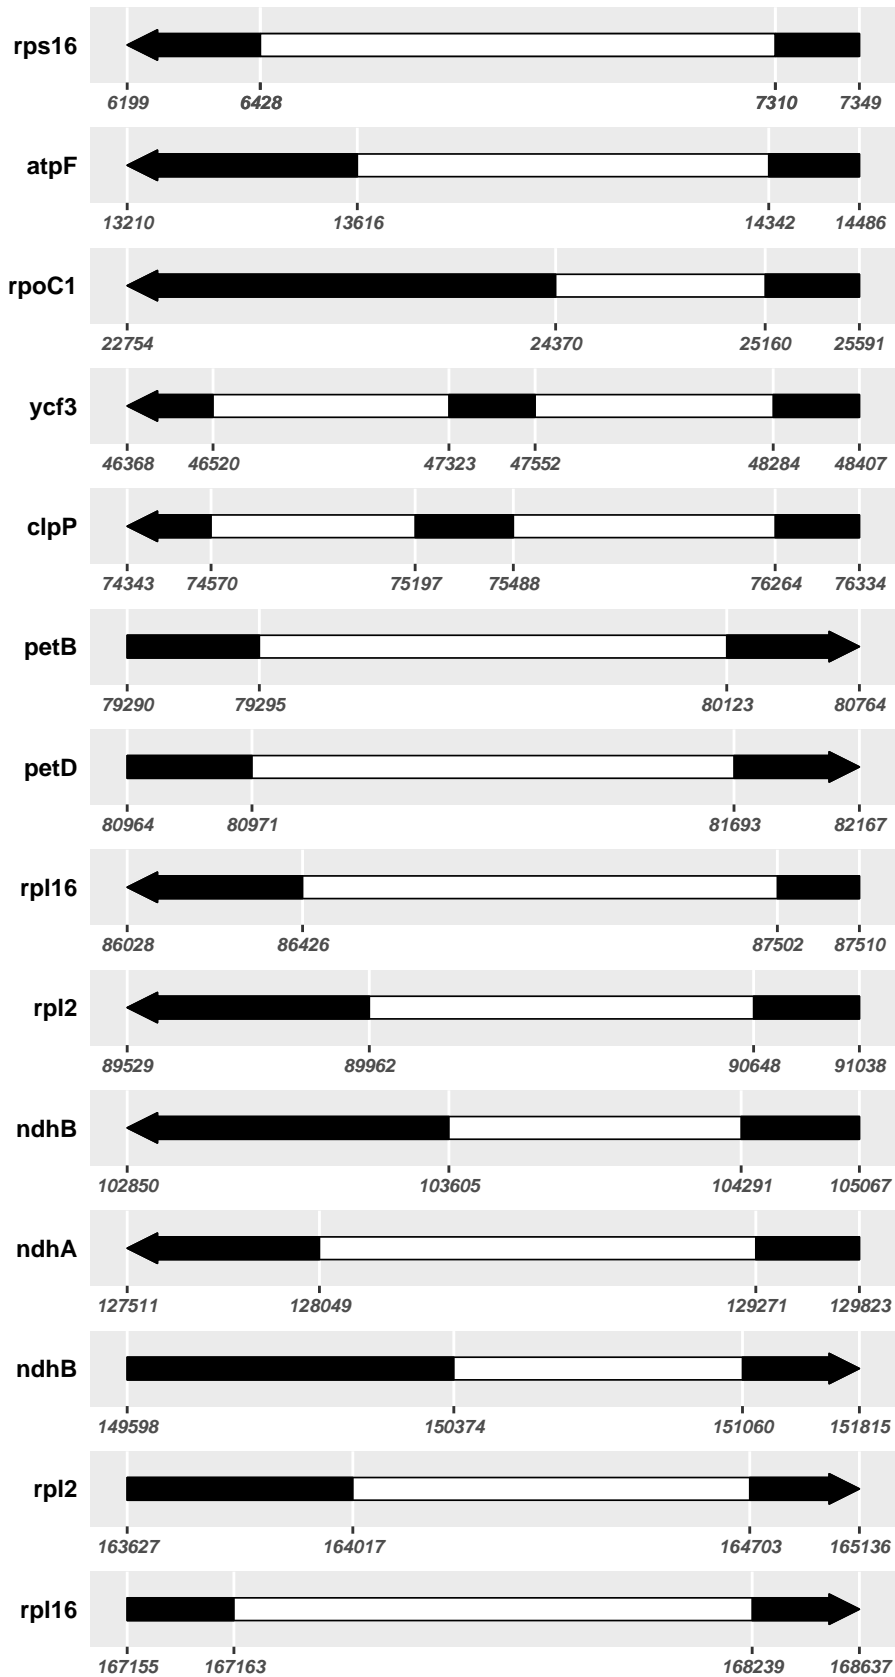 rps16
6199 6428 7310 7349
atpF
13210 13616 14342 14486
rpoC1
22754 24370 25160 25591
ycf3
46368 46520 47323 47552 48284 48407
clpP
74343 74570 75197 75488 76264 76334
petB
79290 79295 80123 80764
petD
80964 80971 81693 82167
rpl16
86028 86426 87502 87510
rpl2
89529 89962 90648 91038
ndhB
102850 103605 104291 105067
ndhA
127511 128049 129271 129823
ndhB
149598 150374 151060 151815
rpl2
163627 164017 164703 165136
rpl16
167155 167163 168239 168637